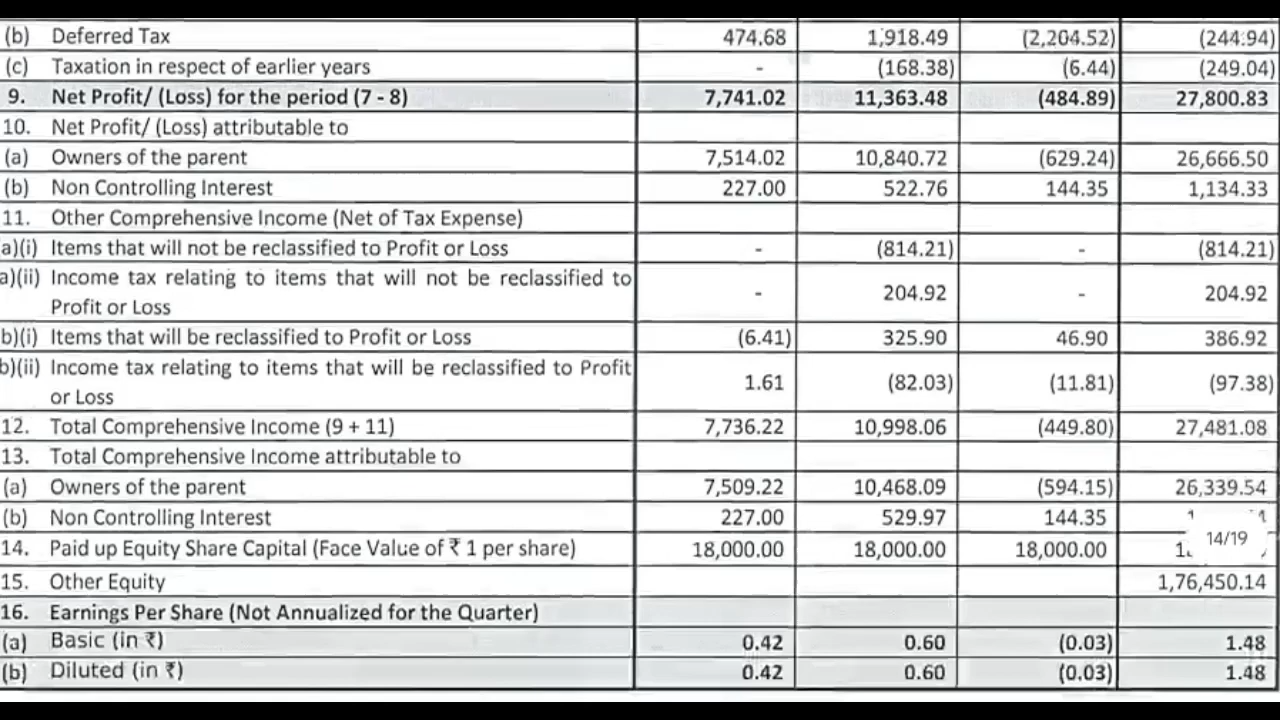 (b) Deferred Tax 474.68 1,918.49 (2,204.52) (244.94)
(c) Taxation in respect of earlier years - (168.38) (6.44) (249.04)
9. Net Profit/ (Loss) for the period (7 - 8) 7,741.02 11,363.48 (484.89) 27,800.83
10. Net Profit/ (Loss) attributable to
(a) Owners of the parent 7,514.02 10,840.72 (629.24) 26,666.50
(b) Non Controlling Interest 227.00 522.76 144.35 1,134.33
11. Other Comprehensive Income (Net of Tax Expense)
a)(i) Items that will not be reclassified to Profit or Loss - (814.21) - (814.21)
a)(ii) Income tax relating to items that will not be reclassified to
Profit or Loss - 204.92 - 204.92
b)(i) Items that will be reclassified to Profit or Loss (6.41) 325.90 46.90 386.92
b)(ii) Income tax relating to items that will be reclassified to Profit
or Loss 1.61 (82.03) (11.81) (97.38)
12. Total Comprehensive Income (9 + 11) 7,736.22 10,998.06 (449.80) 27,481.08
13. Total Comprehensive Income attributable to
(a) Owners of the parent 7,509.22 10,468.09 (594.15) 26,339.54
(b) Non Controlling Interest 227.00 529.97 144.35
14. Paid up Equity Share Capital (Face Value of ₹ 1 per share) 18,000.00 18,000.00 18,000.00
14/19
15. Other Equity 1,76,450.14
16. Earnings Per Share (Not Annualized for the Quarter)
(a) Basic (in ₹) 0.42 0.60 (0.03) 1.48
(b) Diluted (in ₹) 0.42 0.60 (0.03) 1.48